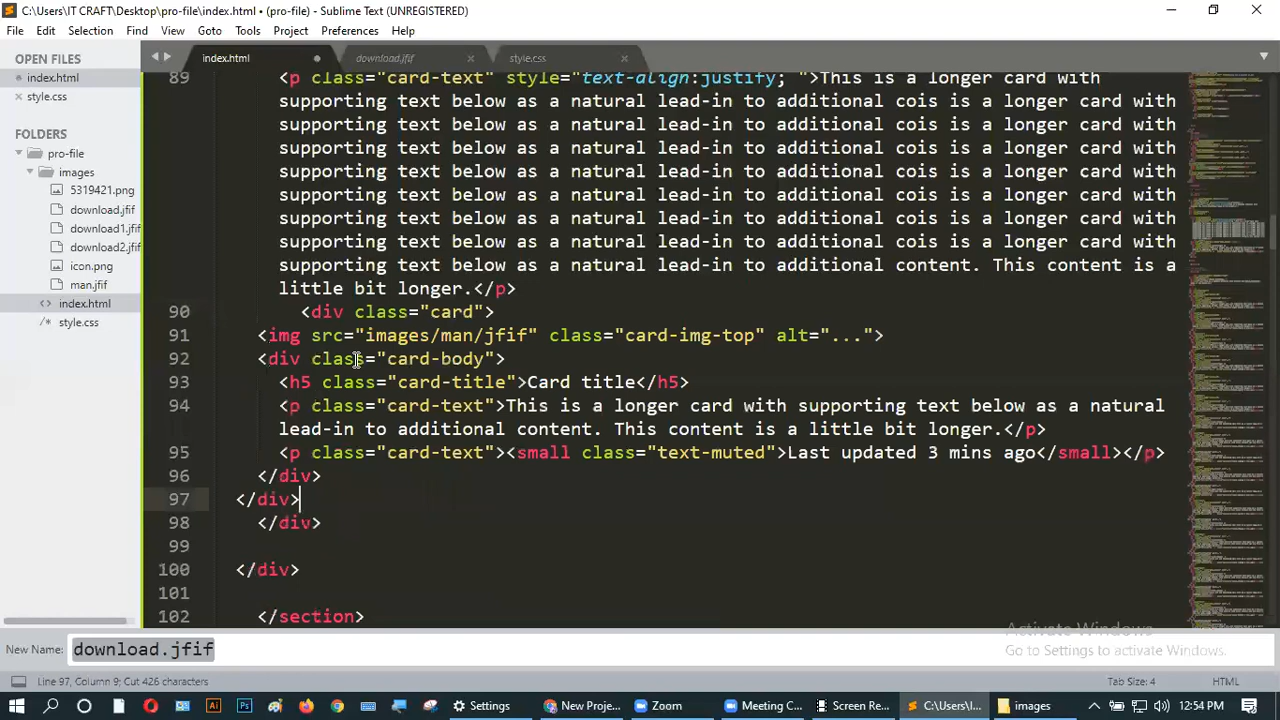 C:\Users\IT CRAFT\Desktop\pro-file\index.html • (pro-file) - Sublime Text (UNREGISTERED)
File Edit Selection Find View Goto Tools Project Preferences Help
OPEN FILES
index.html
style.css
FOLDERS
pro-file
images
5319421.png
download.jfif
download1.jfif
download2.jfif
icon.png
man.jfif
index.html
style.css
index.html download.jfif style.css
89 <p class="card-text" style="text-align:justify; ">This is a longer card with
supporting text below as a natural lead-in to additional cois is a longer card with
supporting text below as a natural lead-in to additional cois is a longer card with
supporting text below as a natural lead-in to additional cois is a longer card with
supporting text below as a natural lead-in to additional cois is a longer card with
supporting text below as a natural lead-in to additional cois is a longer card with
supporting text below as a natural lead-in to additional cois is a longer card with
supporting text below as a natural lead-in to additional cois is a longer card with
supporting text below as a natural lead-in to additional content. This content is a
little bit longer.</p>
90 <div class="card">
91 <img src="images/man/jfif" class="card-img-top" alt="...">
92 <div class="card-body">
93 <h5 class="card-title">Card title</h5>
94 <p class="card-text">This is a longer card with supporting text below as a natural
lead-in to additional content. This content is a little bit longer.</p>
95 <p class="card-text"><small class="text-muted">Last updated 3 mins ago</small></p>
96 </div>
97 </div>
98 </div>
99
100 </div>
101
102 </section>
Activate Windows
Go to Settings to activate Windows.
New Name: download.jfif
Line 97, Column 9; Cut 426 characters
Tab Size: 4 HTML
Settings New Proje... Zoom Meeting C... Screen Re... C:\Users\I... images 12:54 PM